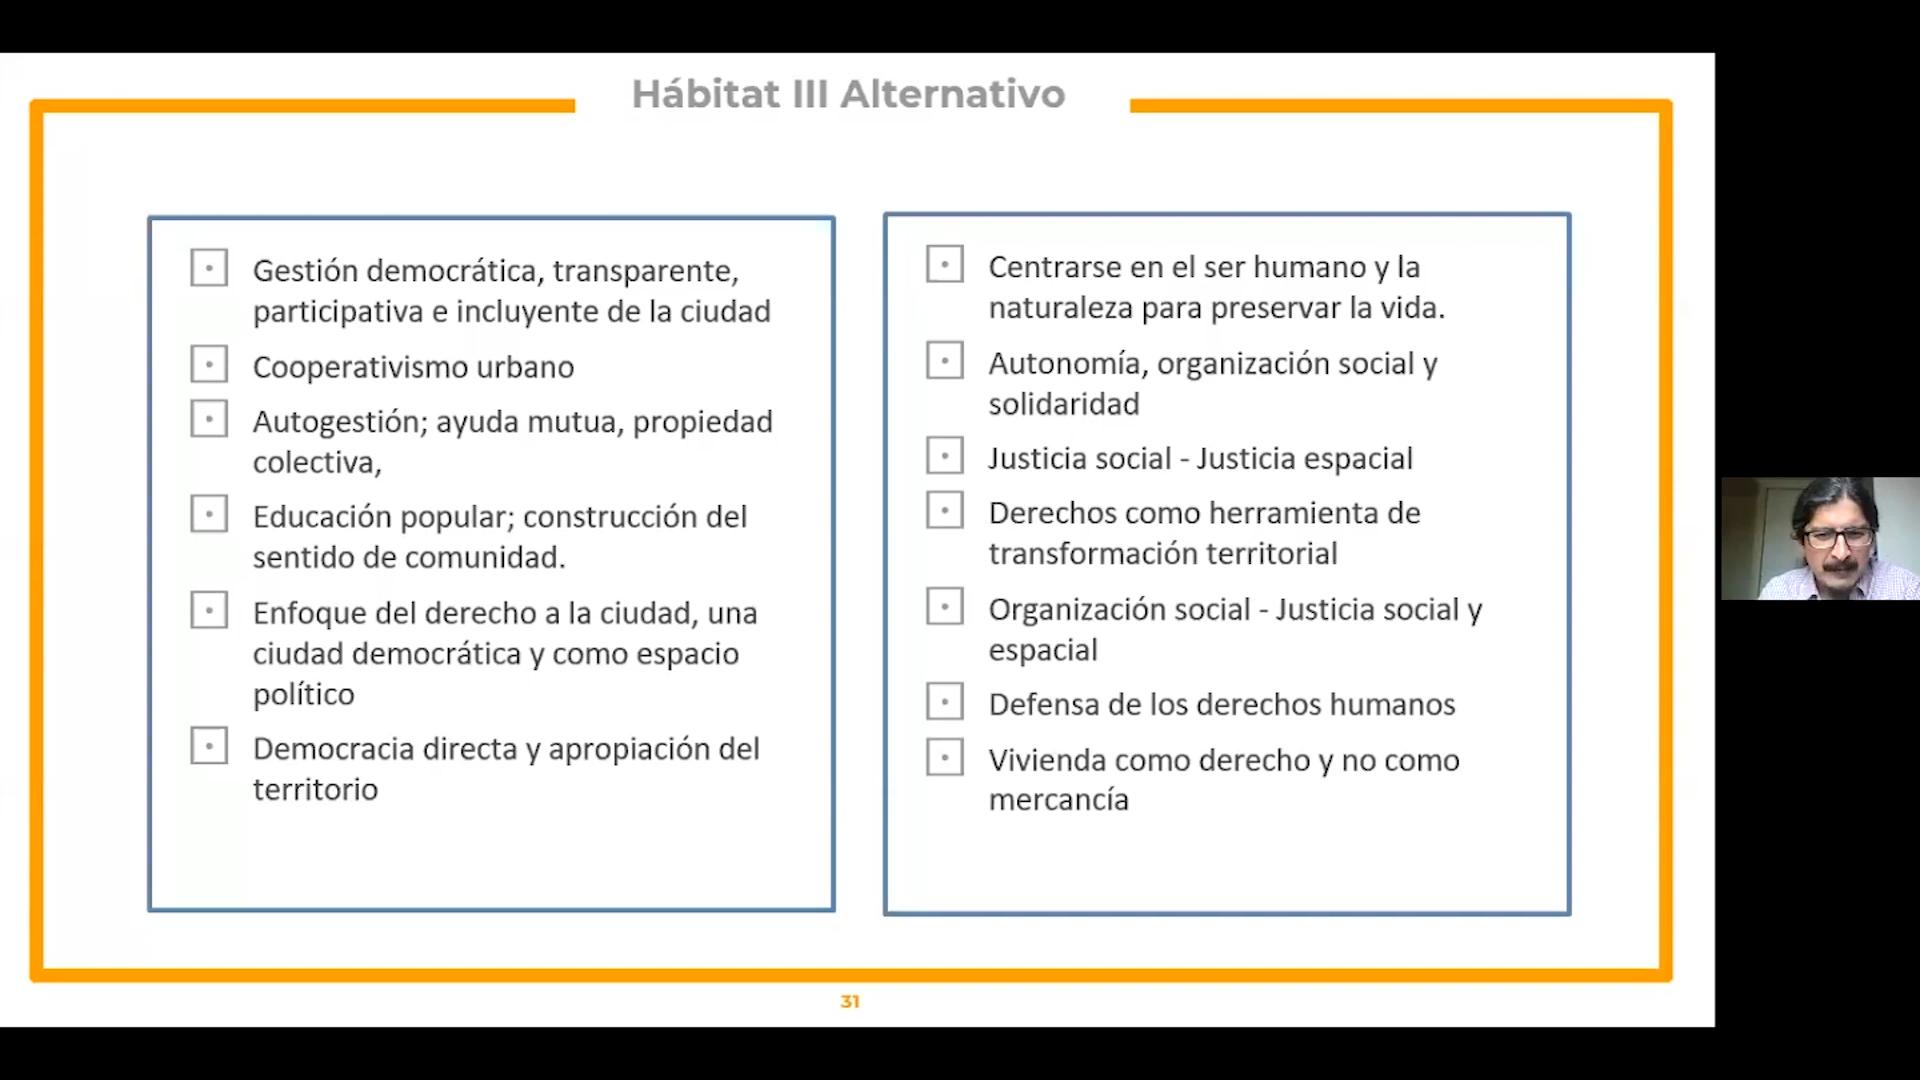 Hábitat III Alternativo
Gestión democrática, transparente,
participativa e incluyente de la ciudad
Cooperativismo urbano
Autogestión; ayuda mutua, propiedad
colectiva,
Educación popular; construcción del
sentido de comunidad.
Enfoque del derecho a la ciudad, una
ciudad democrática y como espacio
político
Democracia directa y apropiación del
territorio
Centrarse en el ser humano y la
naturaleza para preservar la vida.
Autonomía, organización social y
solidaridad
Justicia social - Justicia espacial
Derechos como herramienta de
transformación territorial
Organización social - Justicia social y
espacial
Defensa de los derechos humanos
Vivienda como derecho y no como
mercancía
31